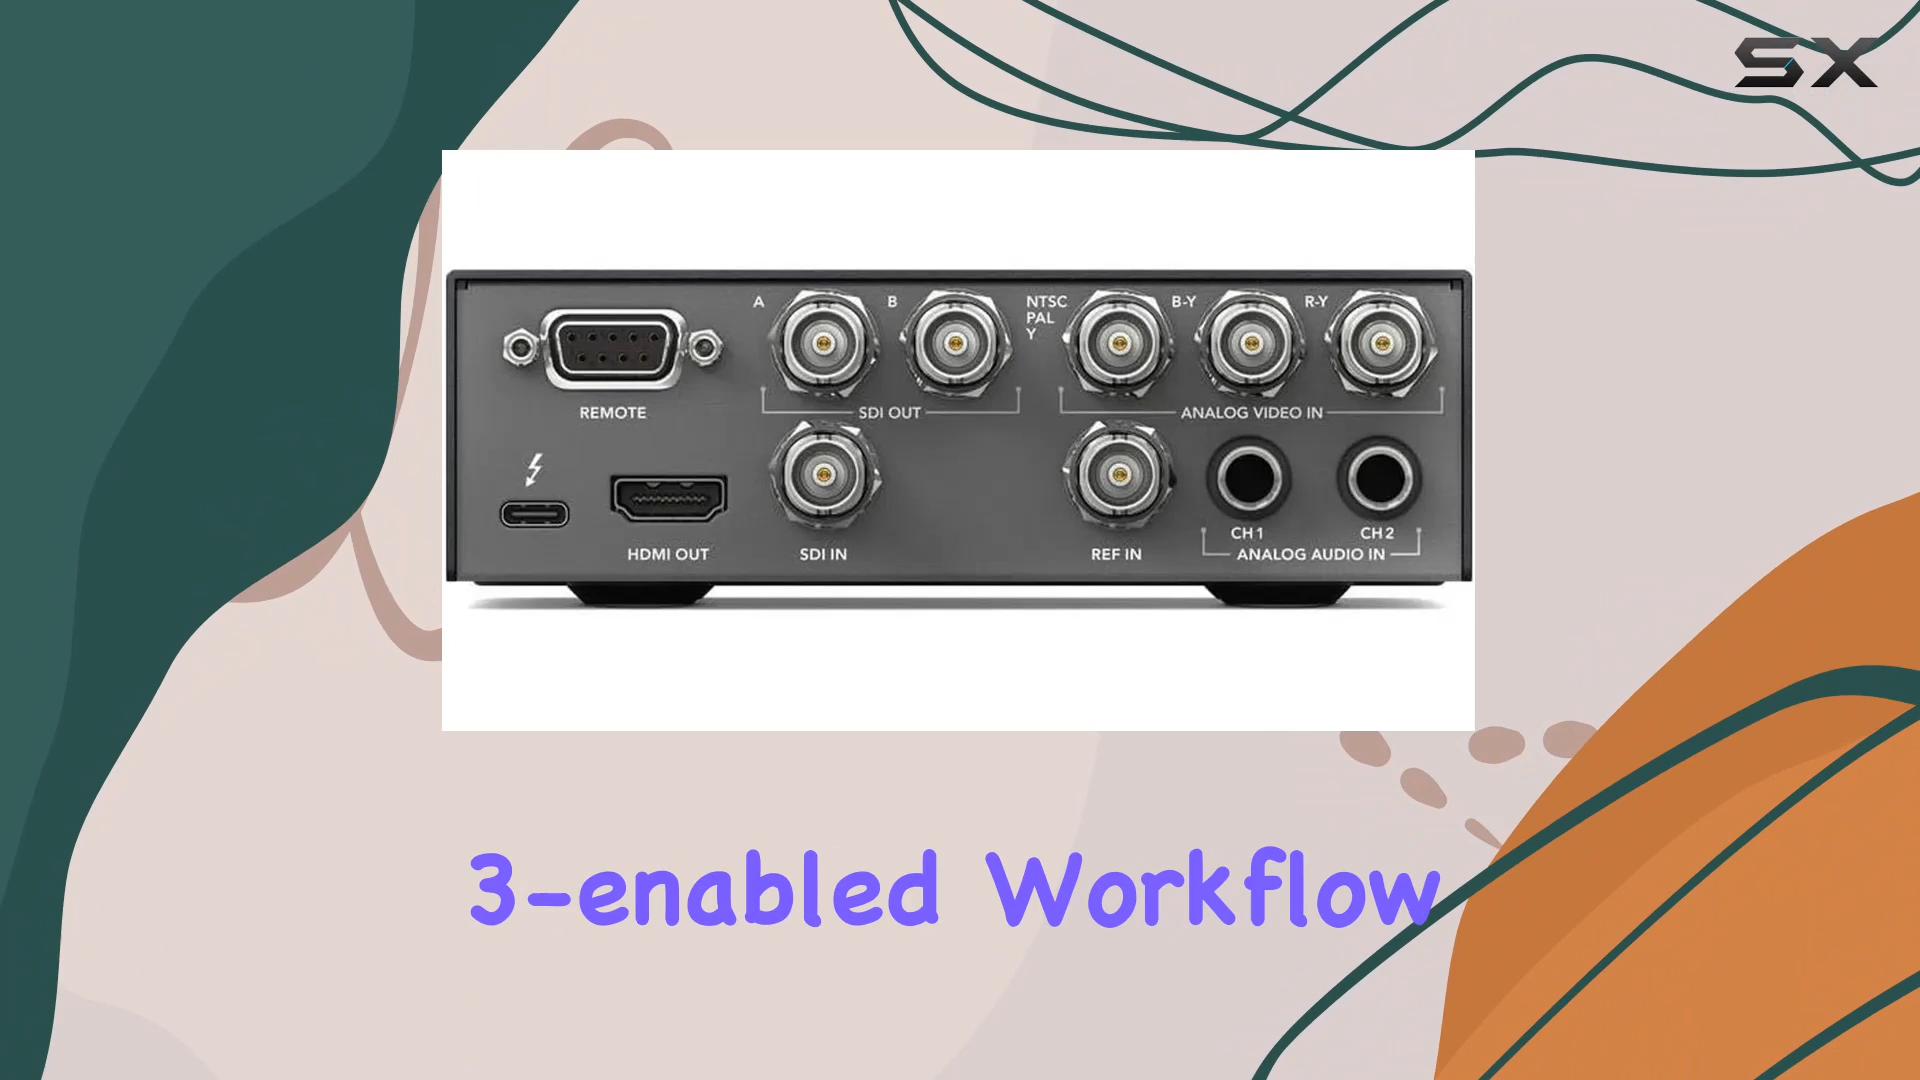 SX
A
B
NTSC
PAL
Y
B-Y
R-Y
REMOTE
SDI OUT
ANALOG VIDEO IN
HDMI OUT
SDI IN
REF IN
CH 1
CH 2
ANALOG AUDIO IN
3-enabled Workflow